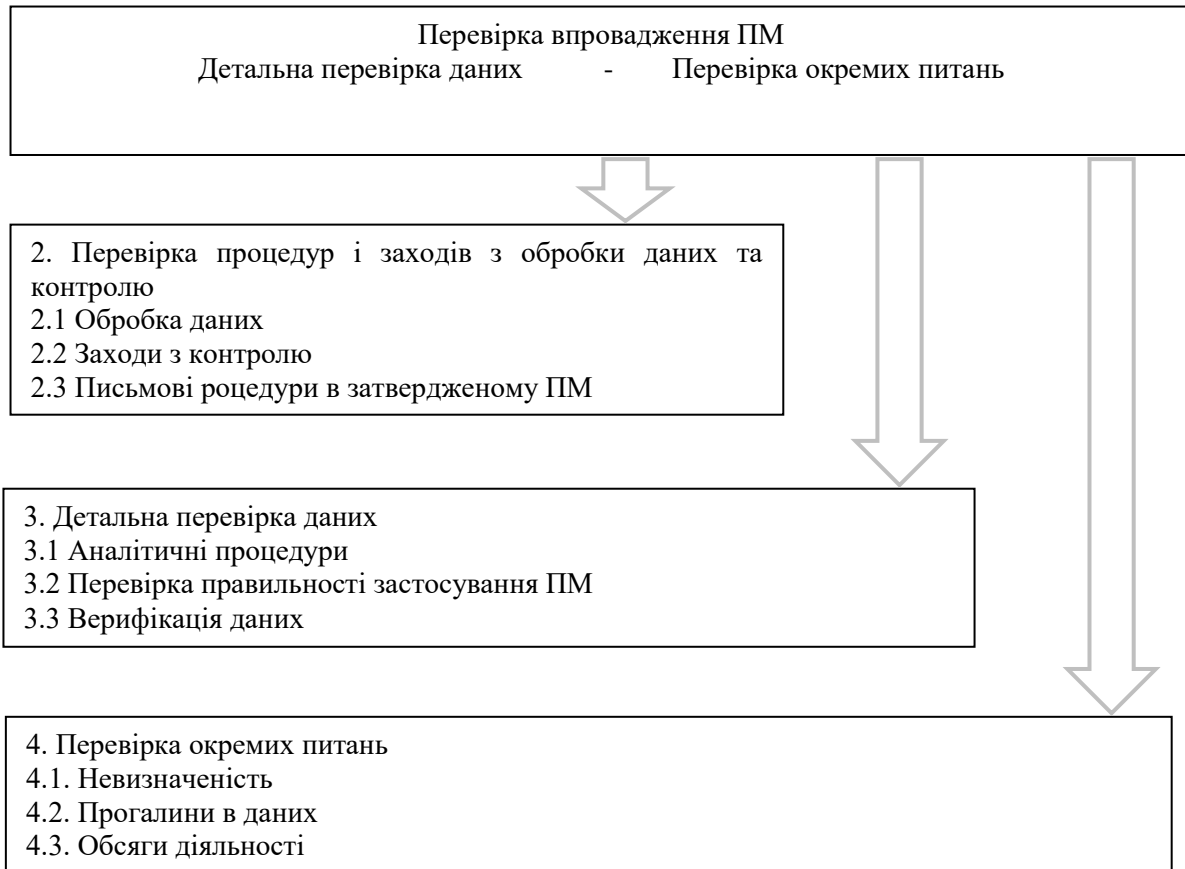 Перевірка впровадження ПМ
Детальна перевірка даних - Перевірка окремих питань
2. Перевірка процедур і заходів з обробки даних та
контролю
2.1 Обробка даних
2.2 Заходи з контролю
2.3 Письмові роцедури в затвердженому ПМ
3. Детальна перевірка даних
3.1 Аналітичні процедури
3.2 Перевірка правильності застосування ПМ
3.3 Верифікація даних
4. Перевірка окремих питань
4.1. Невизначеність
4.2. Прогалини в даних
4.3. Обсяги діяльності